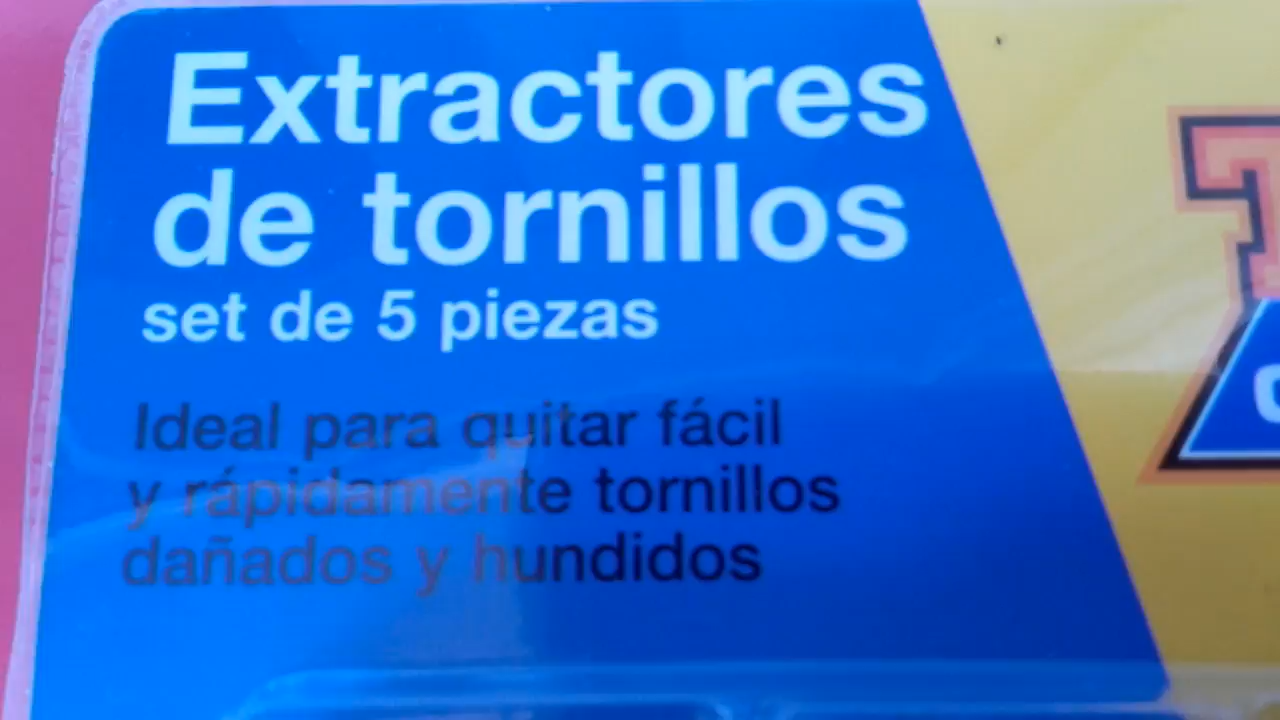 Extractores
de tornillos
set de 5 piezas
Ideal para quitar fácil
y rápidamente tornillos
dañados y hundidos